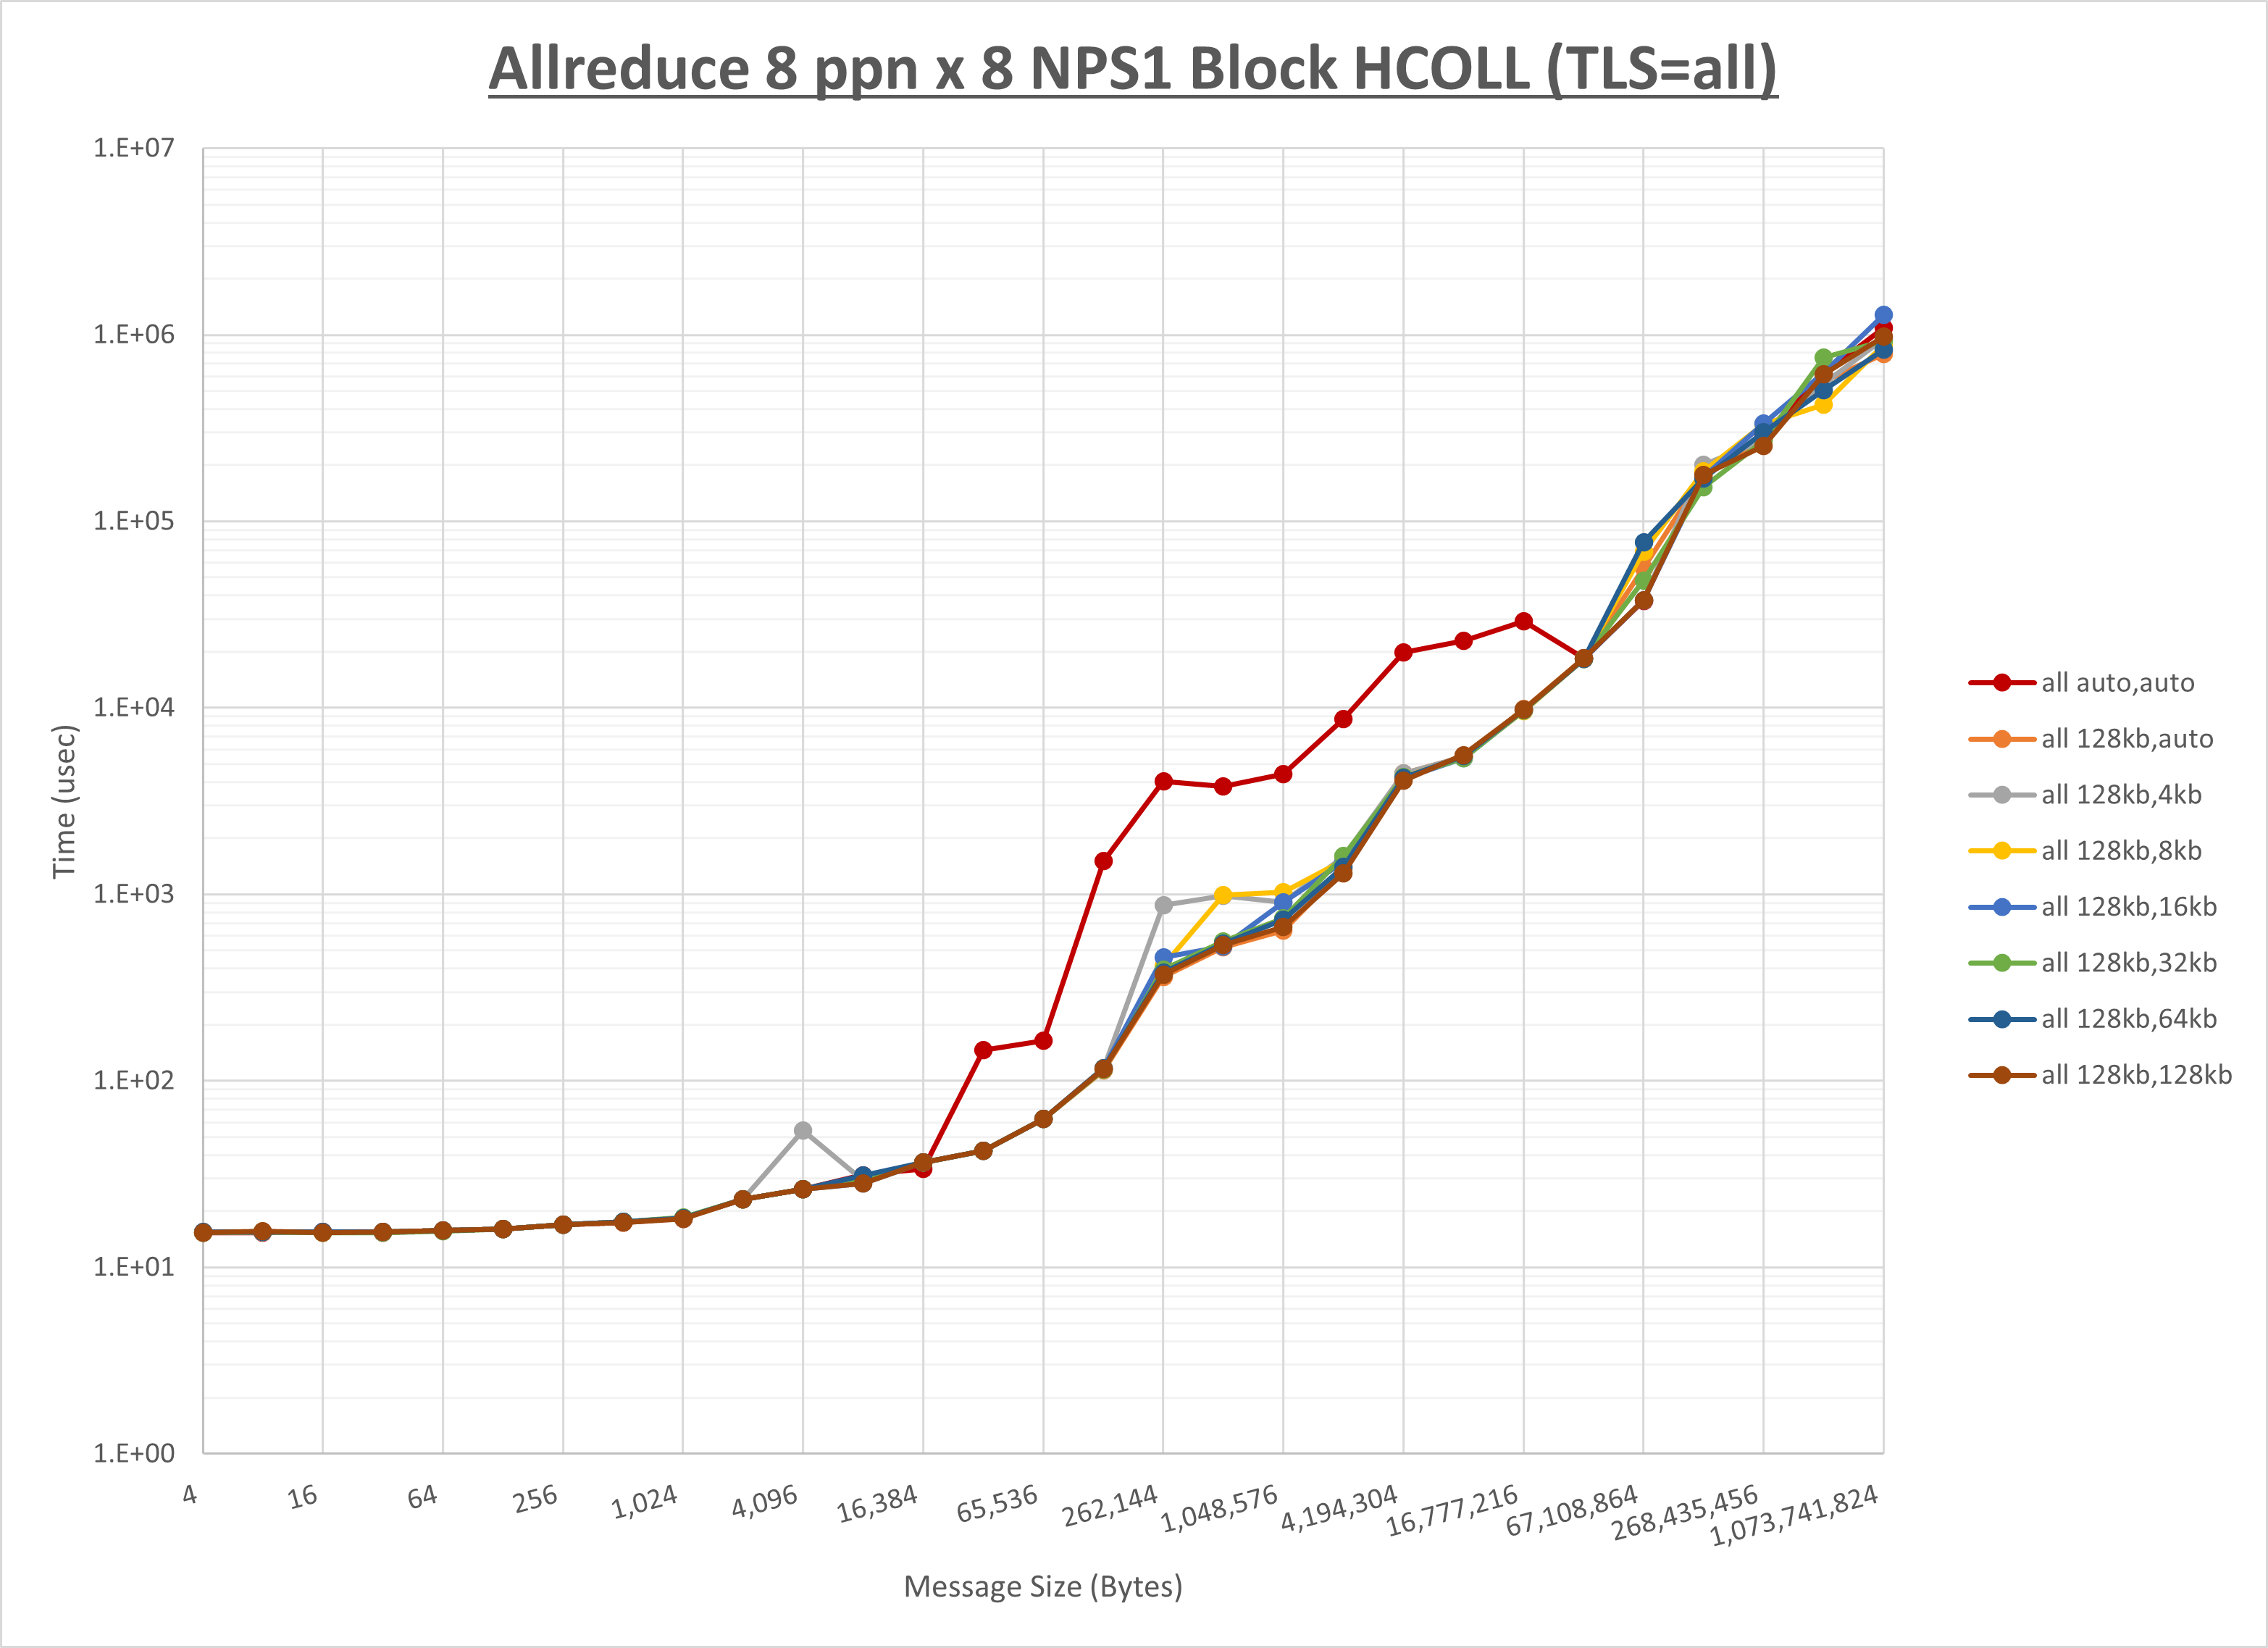 Allreduce 8 ppn x 8 NPS1 Block HCOLL (TLS=all)
1.E+07
1.E+06
1.E+05
1.E+04
1.E+03
1.E+02
1.E+01
1.E+00
Time (usec)
4
16
64
256
1,024
4,096
16,384
65,536
262,144
1,048,576
4,194,304
16,777,216
67,108,864
268,435,456
1,073,741,824
Message Size (Bytes)
all auto,auto
all 128kb,auto
all 128kb,4kb
all 128kb,8kb
all 128kb,16kb
all 128kb,32kb
all 128kb,64kb
all 128kb,128kb